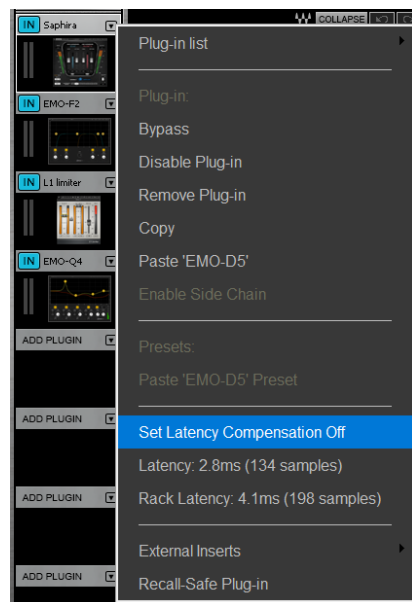 IN Saphira
COLLAPSE
Plug-in list
Plug-in:
Bypass
IN EMO-F2
Disable Plug-in
Remove Plug-in
IN L1 limiter
Copy
Paste 'EMO-D5'
IN EMO-Q4
Enable Side Chain
ADD PLUGIN
Presets:
Paste 'EMO-D5' Preset
ADD PLUGIN
Set Latency Compensation Off
Latency: 2.8ms (134 samples)
ADD PLUGIN
Rack Latency: 4.1ms (198 samples)
External Inserts
ADD PLUGIN
Recall-Safe Plug-in